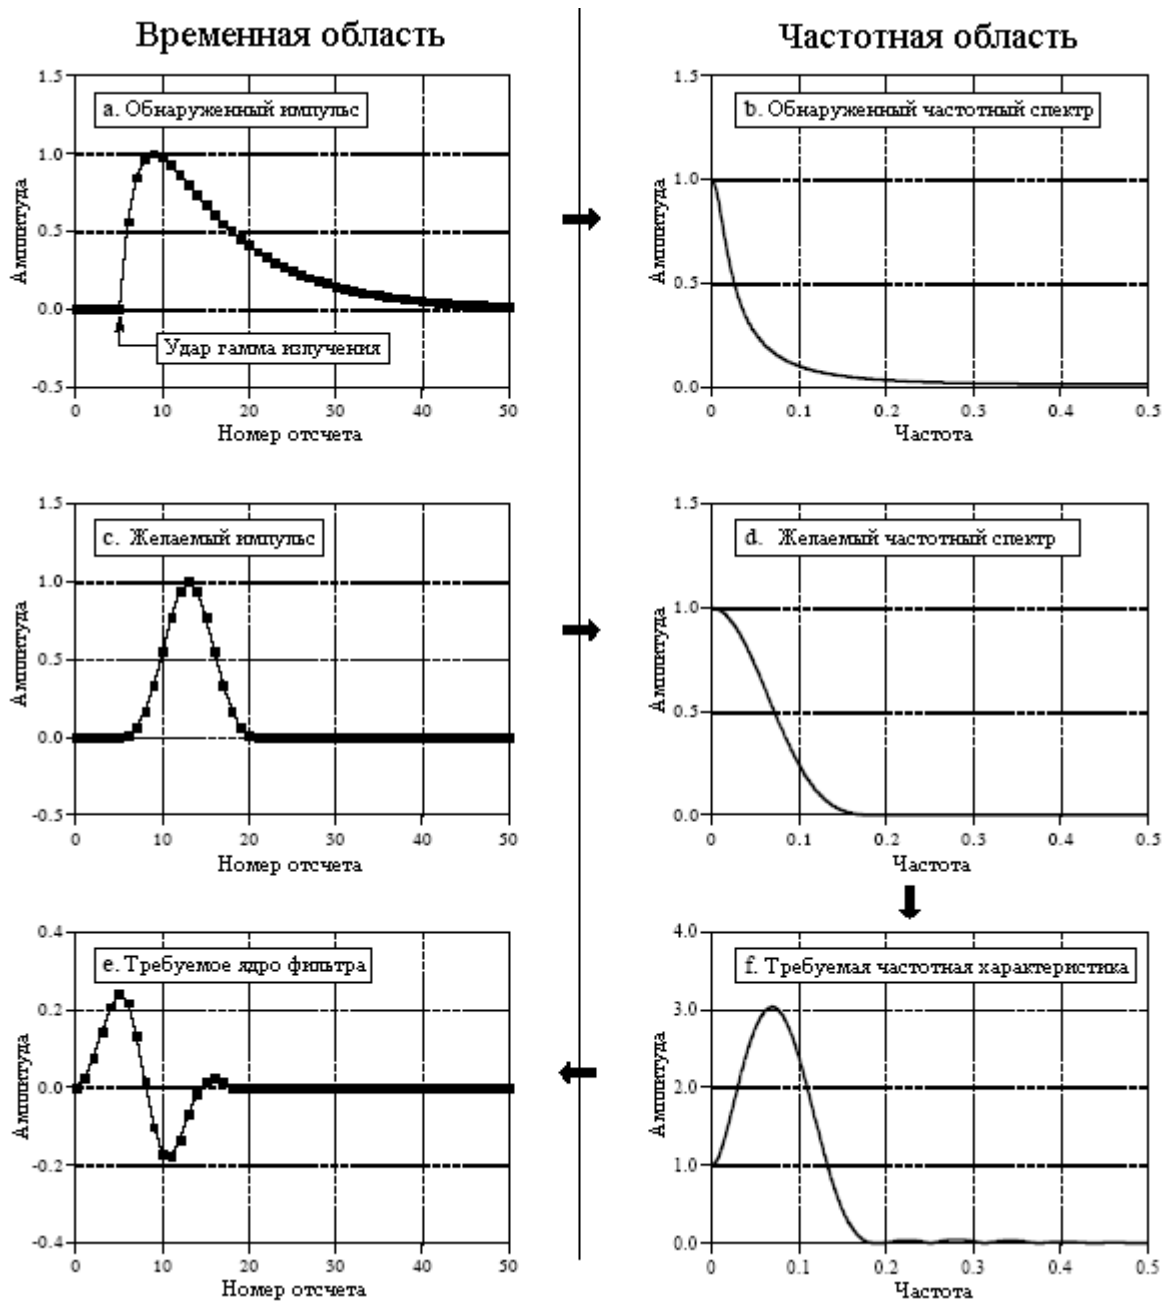 Временная область
Частотная область
1.5
1.0
0.5
0.0
-0.5
Амплитуда
a. Обнаруженный импульс
Удар гамма излучения
0 10 20 30 40 50
Номер отсчета
1.5
1.0
0.5
0.0
Амплитуда
b. Обнаруженный частотный спектр
0 0.1 0.2 0.3 0.4 0.5
Частота
1.5
1.0
0.5
0.0
-0.5
Амплитуда
c. Желаемый импульс
0 10 20 30 40 50
Номер отсчета
1.5
1.0
0.5
0.0
Амплитуда
d. Желаемый частотный спектр
0 0.1 0.2 0.3 0.4 0.5
Частота
0.4
0.2
0.0
-0.2
-0.4
Амплитуда
e. Требуемое ядро фильтра
0 10 20 30 40 50
Номер отсчета
4.0
3.0
2.0
1.0
0.0
Амплитуда
f. Требуемая частотная характеристика
0 0.1 0.2 0.3 0.4 0.5
Частота